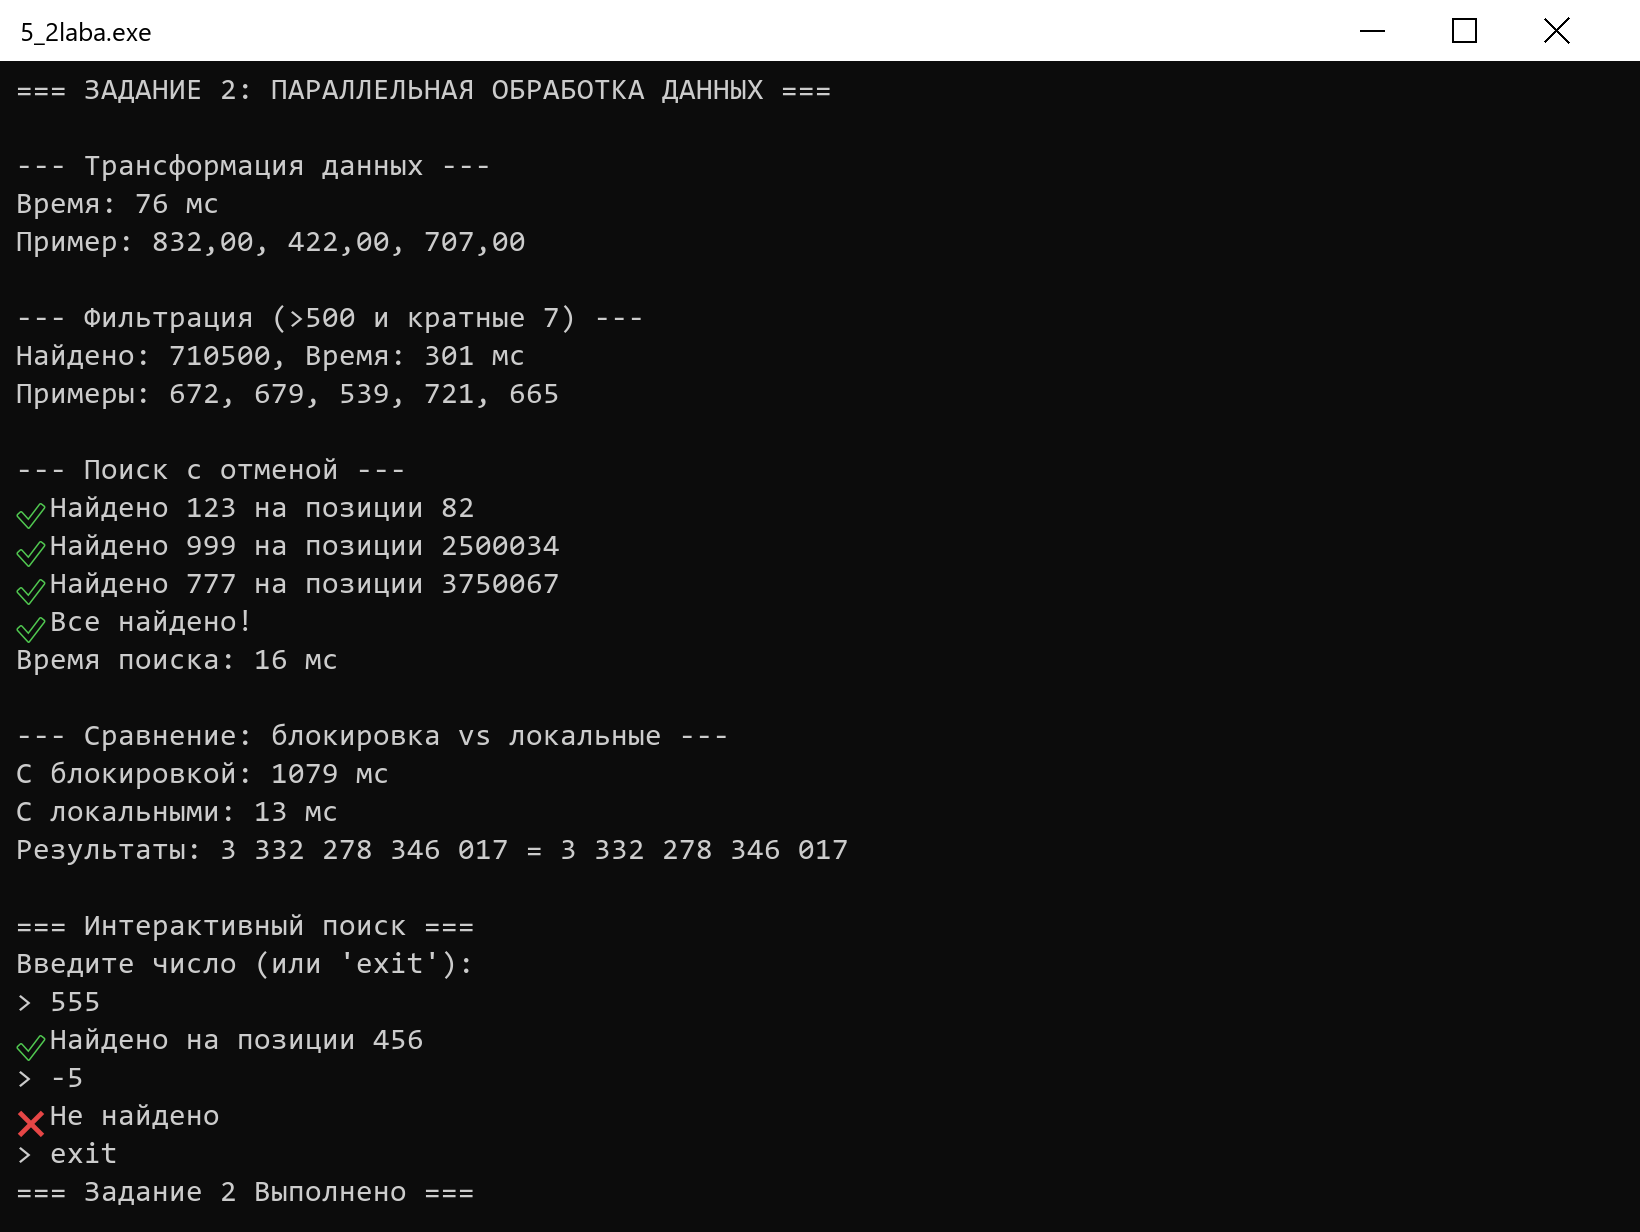 5_2laba.exe
=== ЗАДАНИЕ 2: ПАРАЛЛЕЛЬНАЯ ОБРАБОТКА ДАННЫХ ===
--- Трансформация данных ---
Время: 76 мс
Пример: 832,00, 422,00, 707,00
--- Фильтрация (>500 и кратные 7) ---
Найдено: 710500, Время: 301 мс
Примеры: 672, 679, 539, 721, 665
--- Поиск с отменой ---
✅Найдено 123 на позиции 82
✅Найдено 999 на позиции 2500034
✅Найдено 777 на позиции 3750067
✅Все найдено!
Время поиска: 16 мс
--- Сравнение: блокировка vs локальные ---
С блокировкой: 1079 мс
С локальными: 13 мс
Результаты: 3 332 278 346 017 = 3 332 278 346 017
=== Интерактивный поиск ===
Введите число (или 'exit'):
> 555
✅Найдено на позиции 456
> -5
❌Не найдено
> exit
=== Задание 2 Выполнено ===